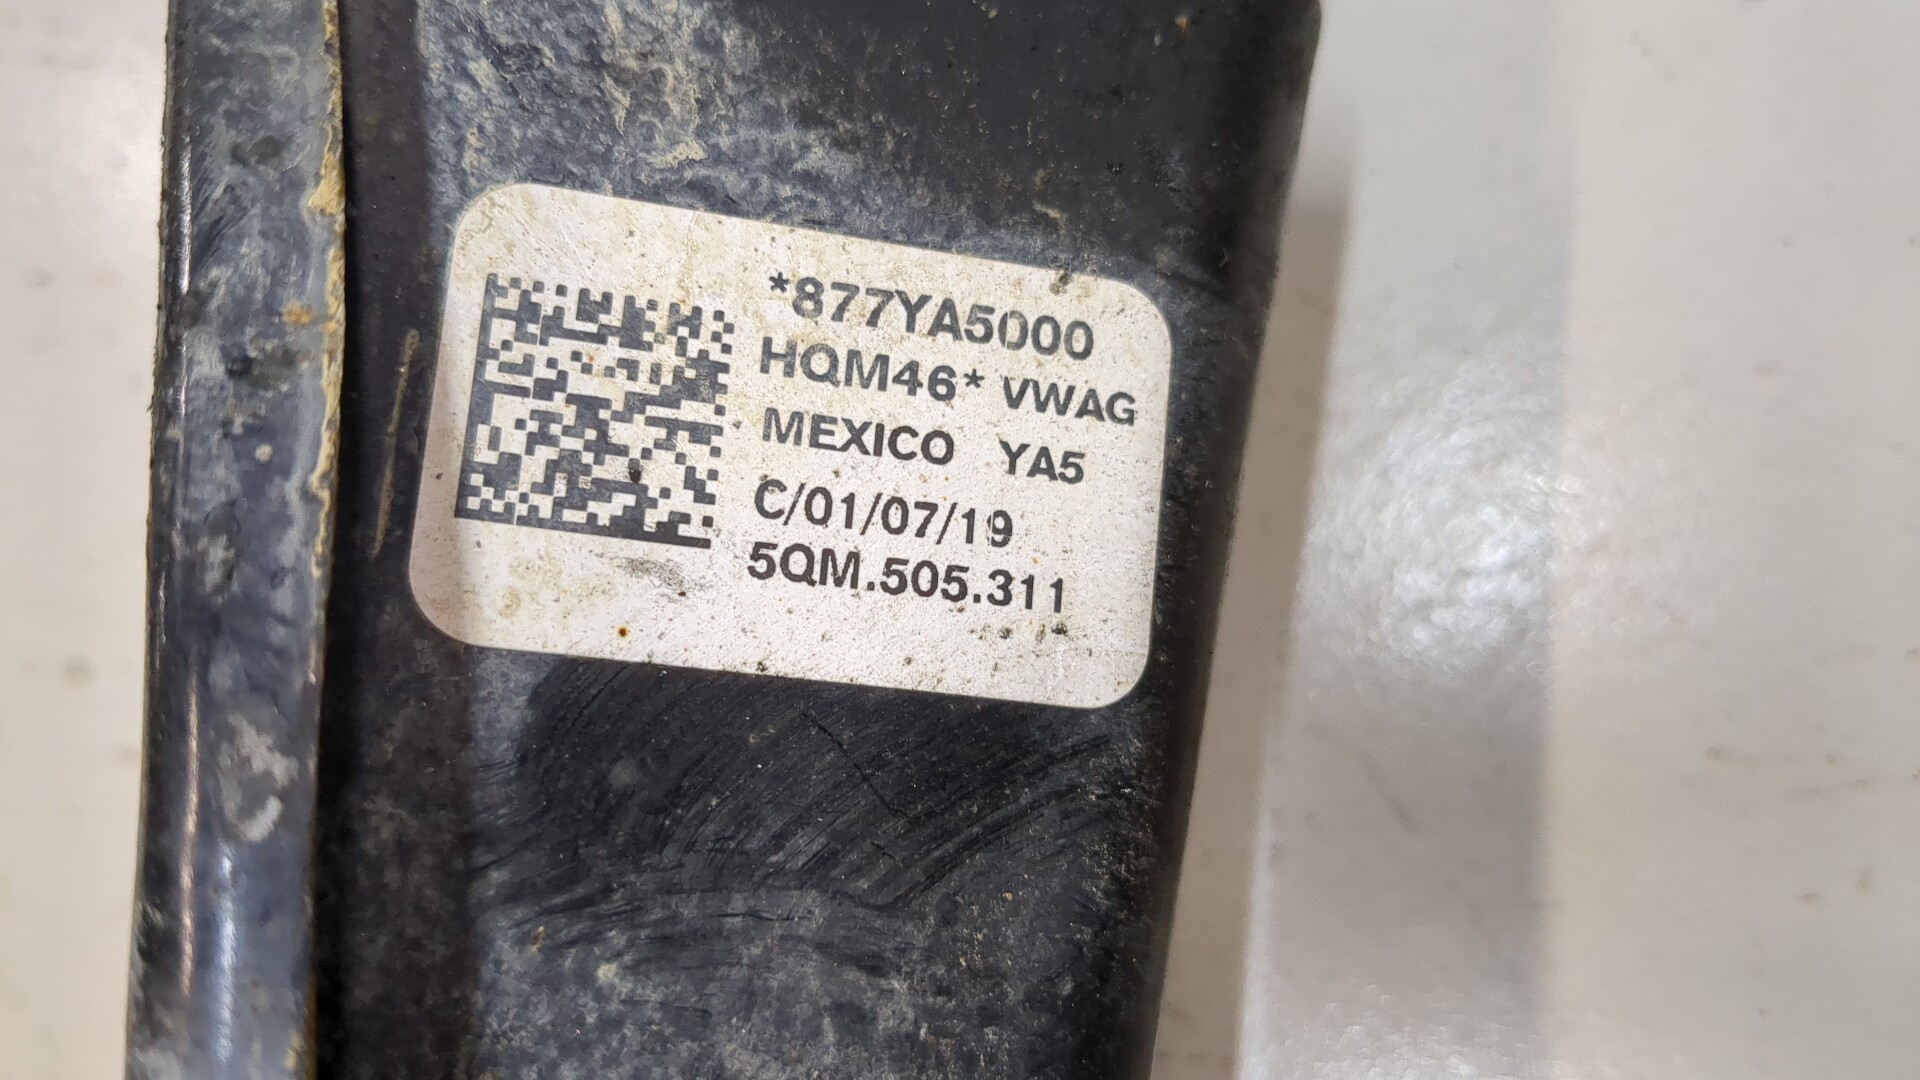 *877YA5000
HQM46* VWAG
MEXICO YA5
C/01/07/19
5QM.505.311